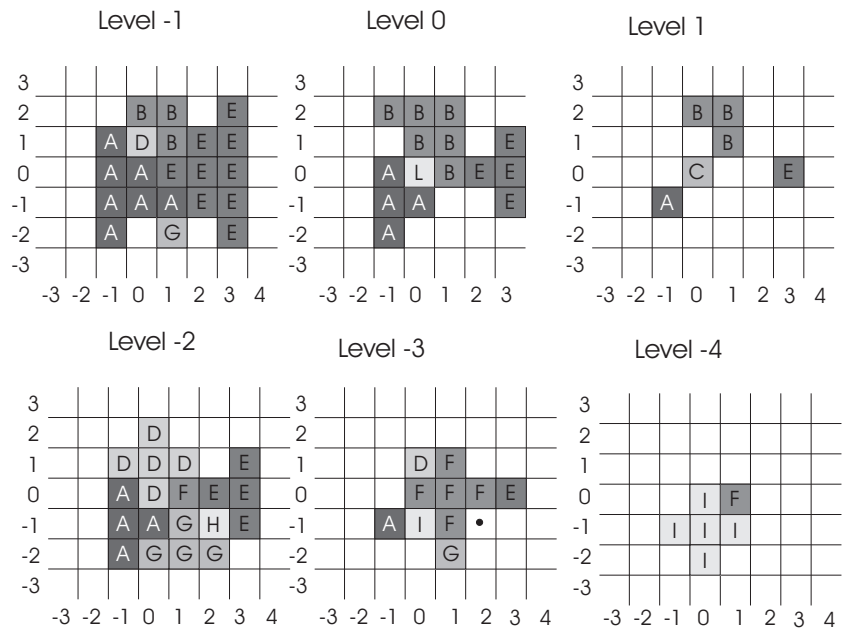 Level -1
3
2 B B E
1 A D B E E
0 A A E E E
-1 A A A E E
-2 A G E
-3
-3 -2 -1 0 1 2 3 4
Level 0
3
2 B B B
1 B B E
0 A L B E E
-1 A A E
-2 A
-3
-3 -2 -1 0 1 2 3
Level 1
3
2 B B
1 B
0 C E
-1 A
-2
-3
-3 -2 -1 0 1 2 3 4
Level -2
3
2 D
1 D D D E
0 A D F E E
-1 A A G H E
-2 A G G G
-3
-3 -2 -1 0 1 2 3 4
Level -3
3
2
1 D F
0 F F F E
-1 A I F •
-2 G
-3
-3 -2 -1 0 1 2 3 4
Level -4
3
2
1
0 I F
-1 I I I
-2 I
-3
-3 -2 -1 0 1 2 3 4